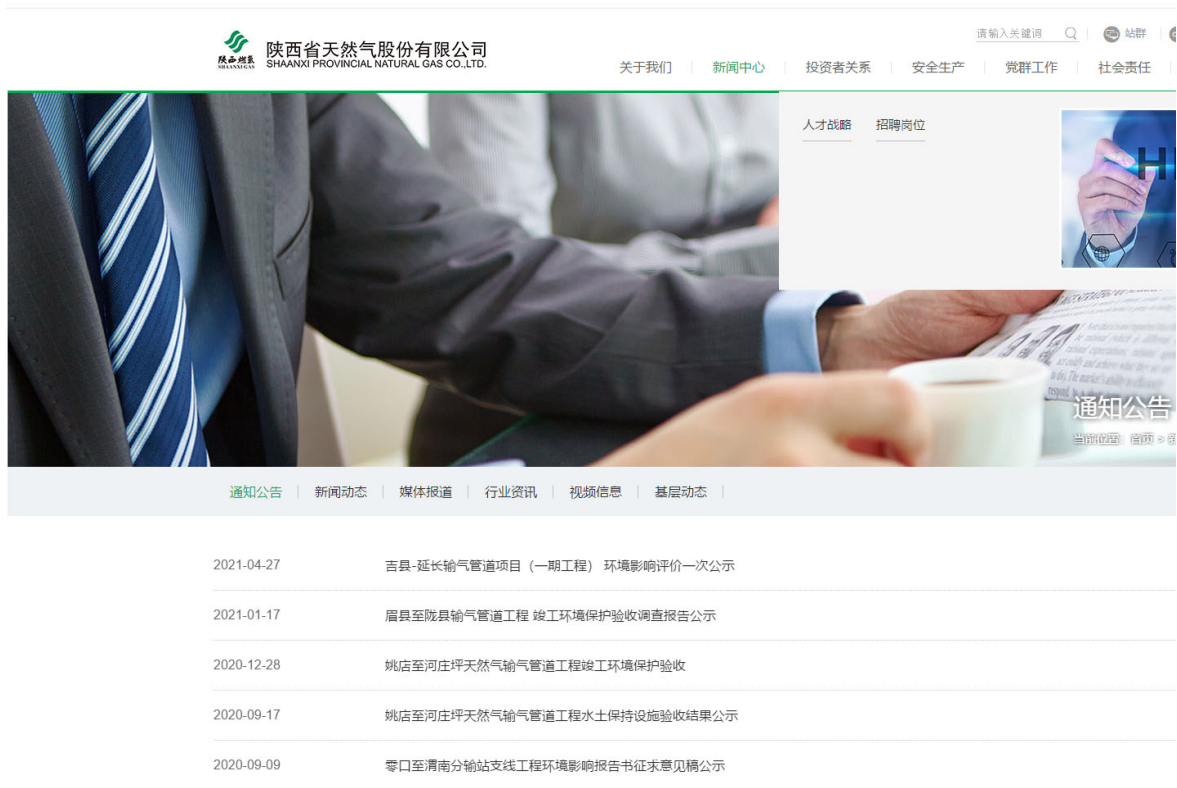 请输入关键词
站群
陕西燃气
SHAANXI GAS
陕西省天然气股份有限公司
SHAANXI PROVINCIAL NATURAL GAS CO.,LTD.
关于我们 新闻中心 投资者关系 安全生产 党群工作 社会责任
人才战略 招聘岗位
通知公告
当前位置: 首页 >
通知公告 新闻动态 媒体报道 行业资讯 视频信息 基层动态
2021-04-27 吉县-延长输气管道项目（一期工程） 环境影响评价一次公示
2021-01-17 眉县至陇县输气管道工程 竣工环境保护验收调查报告公示
2020-12-28 姚店至河庄坪天然气输气管道工程竣工环境保护验收
2020-09-17 姚店至河庄坪天然气输气管道工程水土保持设施验收结果公示
2020-09-09 零口至渭南分输站支线工程环境影响报告书征求意见稿公示